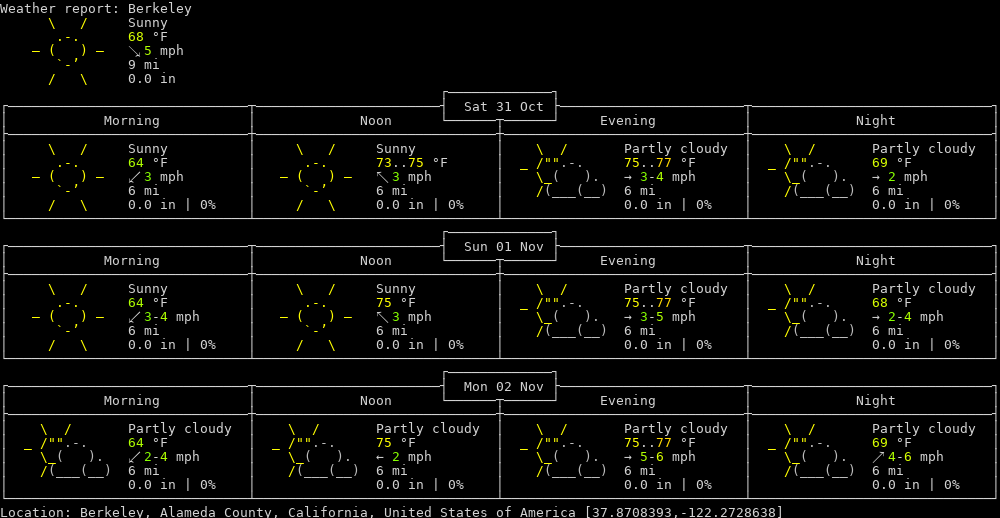 Weather report: Berkeley
Sunny
68 °F
↘ 5 mph
9 mi
0.0 in
Sat 31 Oct
Morning Noon Evening Night
Sunny Sunny Partly cloudy Partly cloudy
64 °F 73..75 °F 75..77 °F 69 °F
↙ 3 mph ↖ 3 mph → 3-4 mph → 2 mph
6 mi 6 mi 6 mi 6 mi
0.0 in | 0% 0.0 in | 0% 0.0 in | 0% 0.0 in | 0%
Sun 01 Nov
Morning Noon Evening Night
Sunny Sunny Partly cloudy Partly cloudy
64 °F 75 °F 75..77 °F 68 °F
↙ 3-4 mph ↖ 3 mph → 3-5 mph → 2-4 mph
6 mi 6 mi 6 mi 6 mi
0.0 in | 0% 0.0 in | 0% 0.0 in | 0% 0.0 in | 0%
Mon 02 Nov
Morning Noon Evening Night
Partly cloudy Partly cloudy Partly cloudy Partly cloudy
64 °F 75 °F 75..77 °F 69 °F
↙ 2-4 mph ← 2 mph → 5-6 mph ↗ 4-6 mph
6 mi 6 mi 6 mi 6 mi
0.0 in | 0% 0.0 in | 0% 0.0 in | 0% 0.0 in | 0%
Location: Berkeley, Alameda County, California, United States of America [37.8708393,-122.2728638]